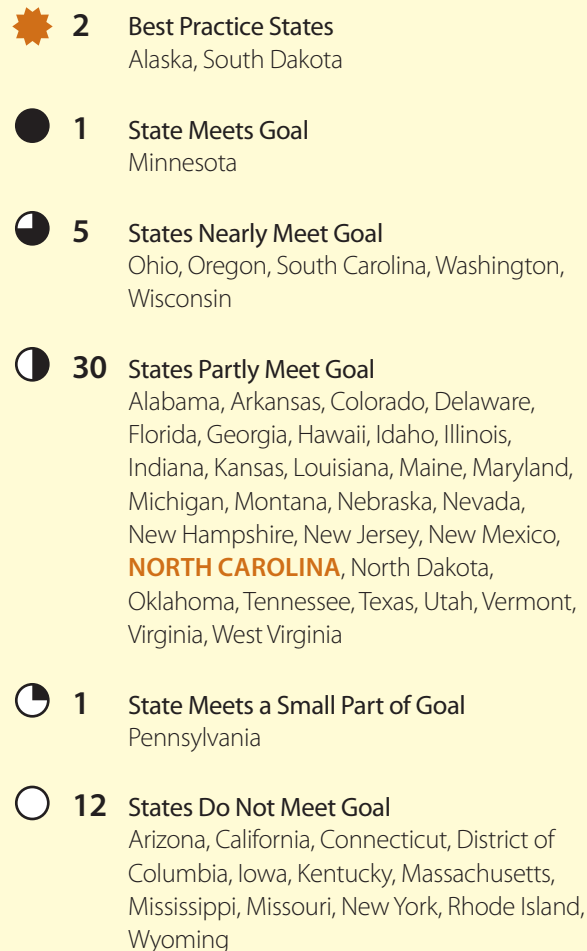 2 Best Practice States
Alaska, South Dakota
1 State Meets Goal
Minnesota
5 States Nearly Meet Goal
Ohio, Oregon, South Carolina, Washington,
Wisconsin
30 States Partly Meet Goal
Alabama, Arkansas, Colorado, Delaware,
Florida, Georgia, Hawaii, Idaho, Illinois,
Indiana, Kansas, Louisiana, Maine, Maryland,
Michigan, Montana, Nebraska, Nevada,
New Hampshire, New Jersey, New Mexico,
NORTH CAROLINA, North Dakota,
Oklahoma, Tennessee, Texas, Utah, Vermont,
Virginia, West Virginia
1 State Meets a Small Part of Goal
Pennsylvania
12 States Do Not Meet Goal
Arizona, California, Connecticut, District of
Columbia, Iowa, Kentucky, Massachusetts,
Mississippi, Missouri, New York, Rhode Island,
Wyoming